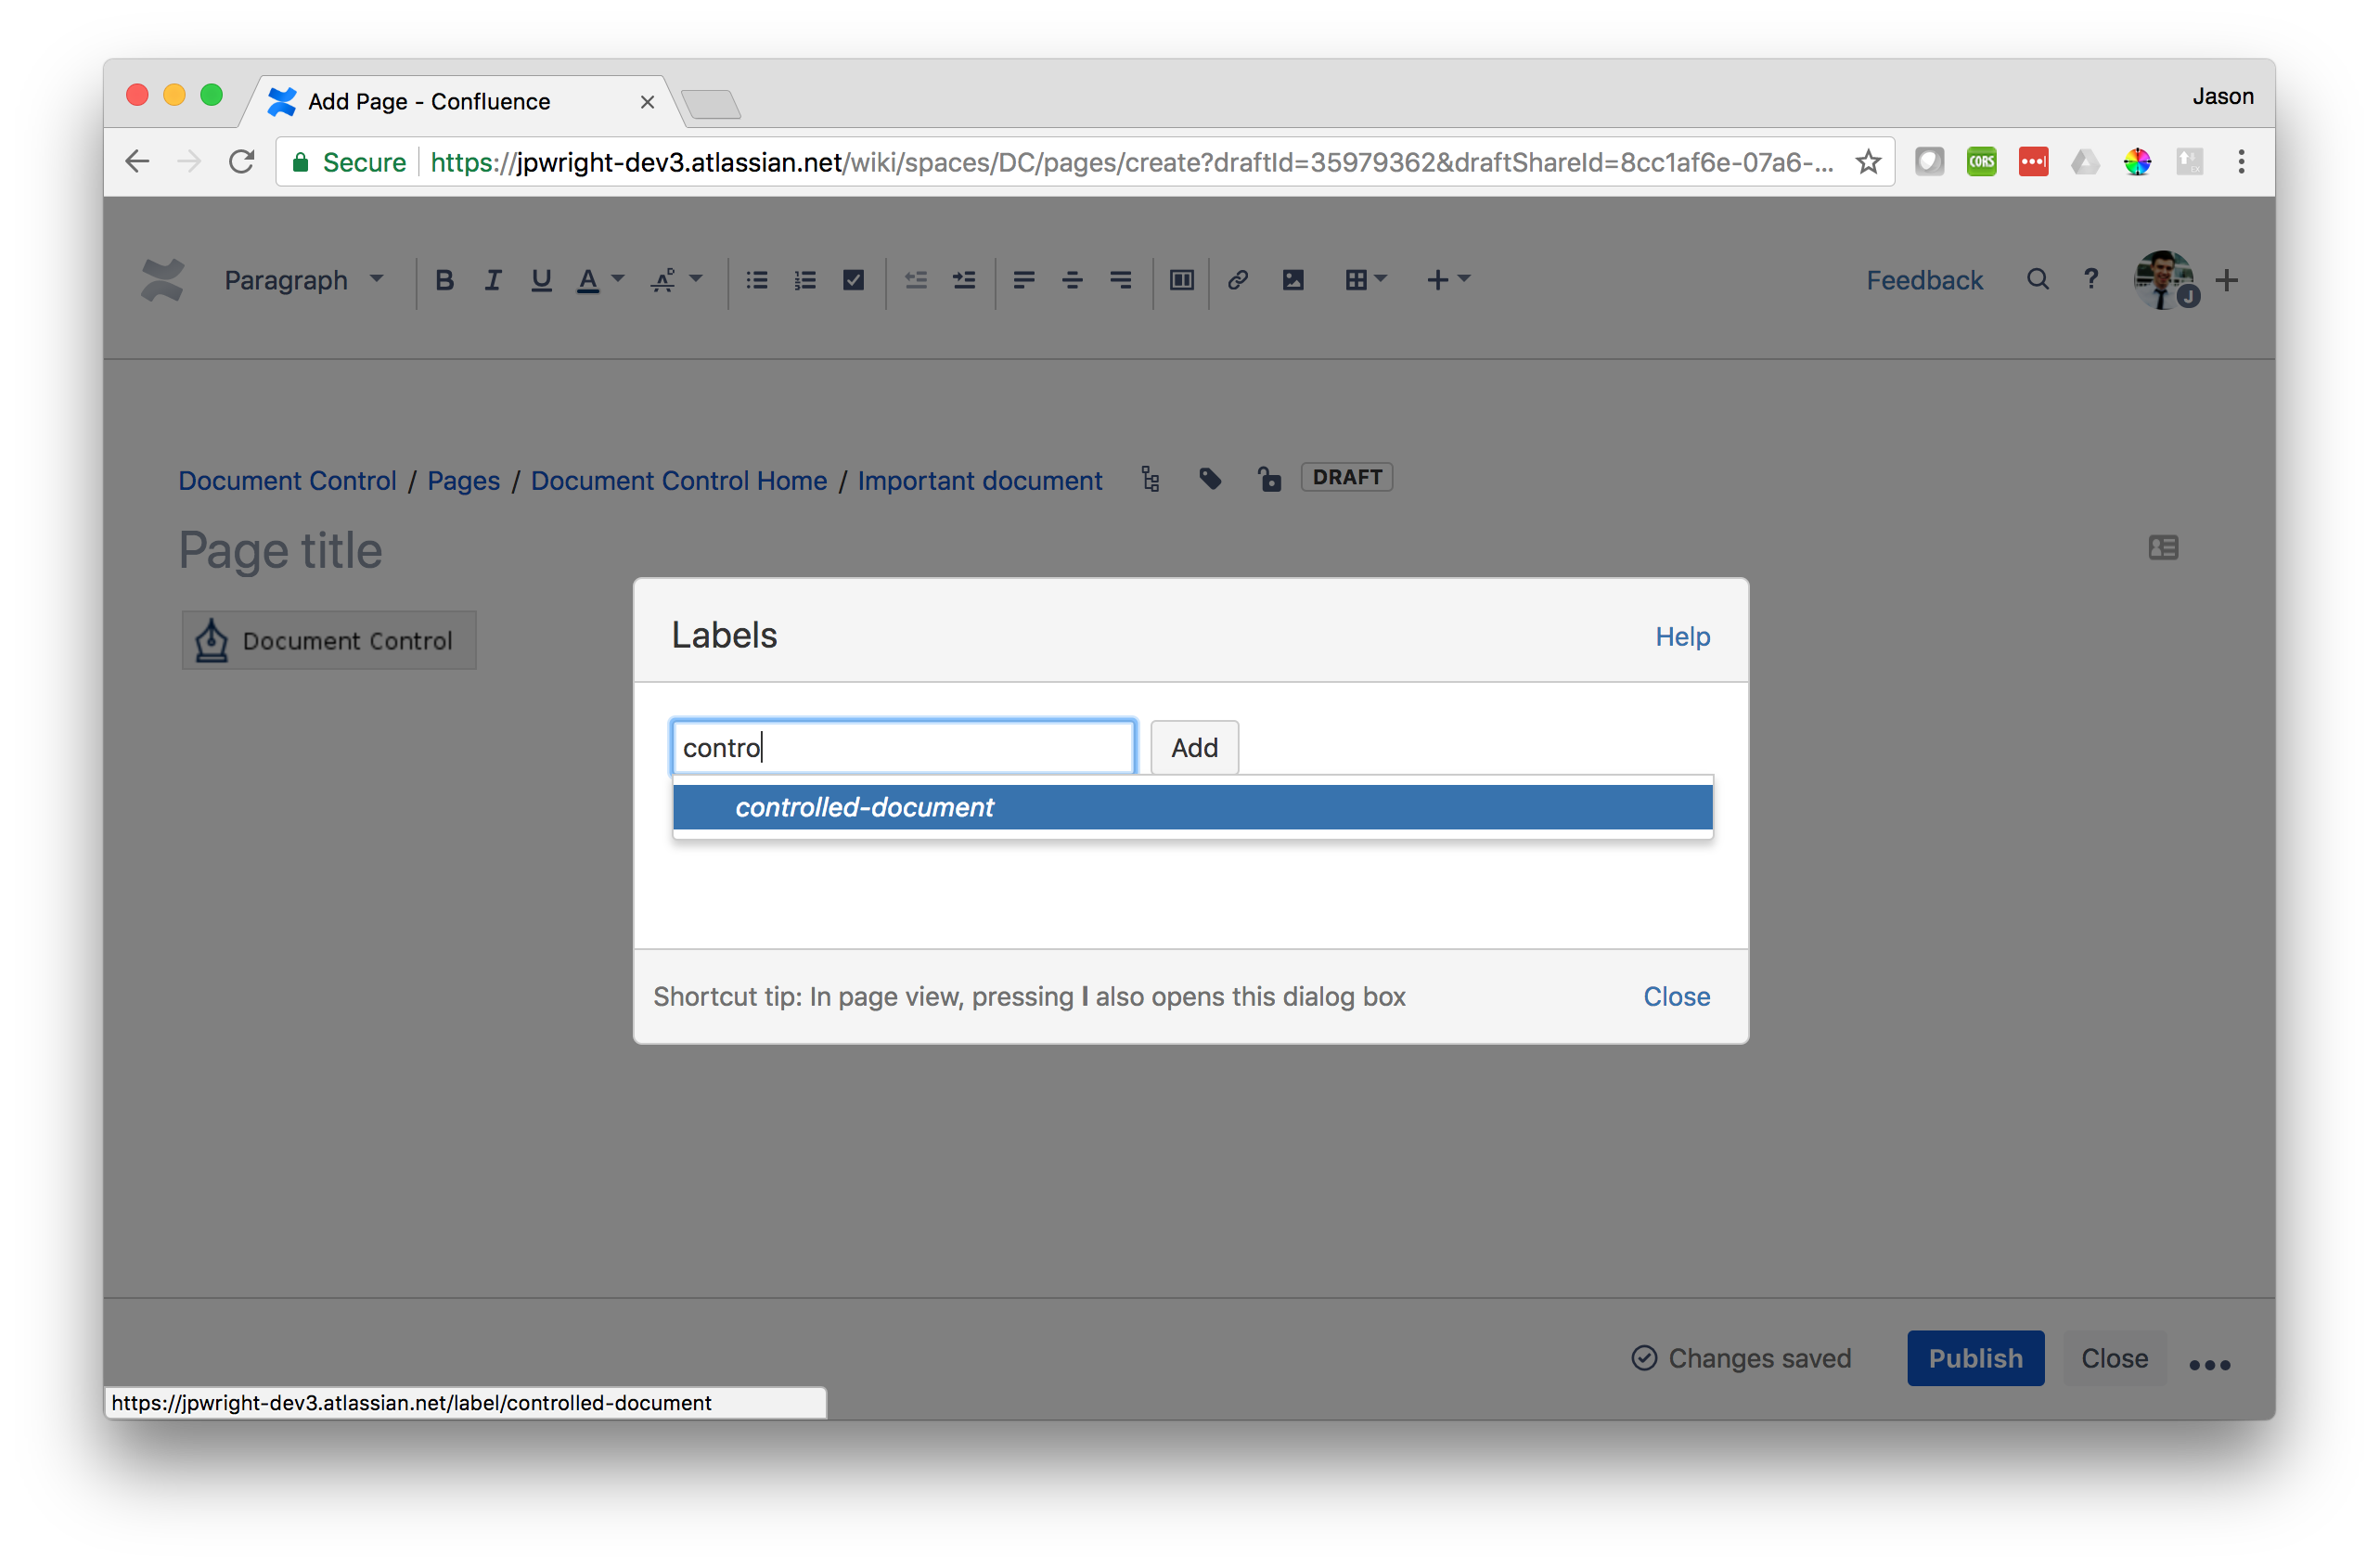 Add Page - Confluence
Jason
Secure https://jpwright-dev3.atlassian.net/wiki/spaces/DC/pages/create?draftId=35979362&draftShareId=8cc1af6e-07a6-...
CORS
Paragraph B I U A Feedback ? J
Document Control / Pages / Document Control Home / Important document DRAFT
Page title
Document Control
Labels Help
contro Add
controlled-document
Shortcut tip: In page view, pressing l also opens this dialog box Close
Changes saved Publish Close
https://jpwright-dev3.atlassian.net/label/controlled-document